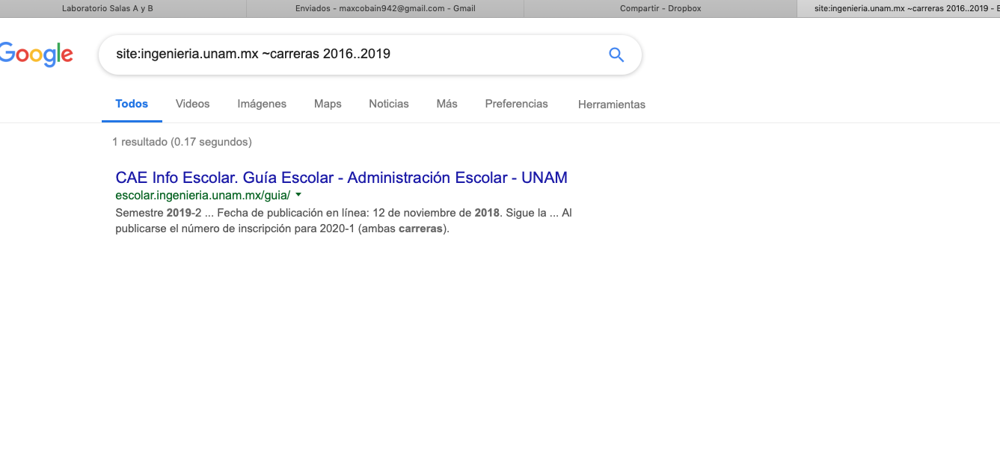 Laboratorio Salas A y B
Enviados - maxcobain942@gmail.com - Gmail
Compartir - Dropbox
site:ingenieria.unam.mx ~carreras 2016..2019 -
Google
site:ingenieria.unam.mx ~carreras 2016..2019
Todos Videos Imágenes Maps Noticias Más Preferencias Herramientas
1 resultado (0.17 segundos)
CAE Info Escolar. Guía Escolar - Administración Escolar - UNAM
escolar.ingenieria.unam.mx/guia/
Semestre 2019-2 ... Fecha de publicación en línea: 12 de noviembre de 2018. Sigue la ... Al
publicarse el número de inscripción para 2020-1 (ambas carreras).